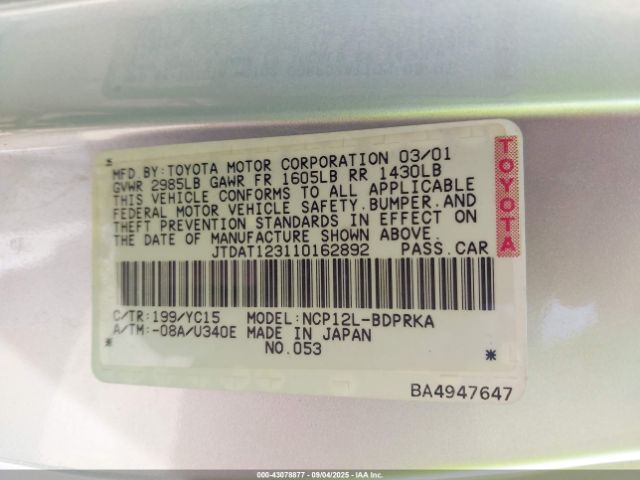 MFD BY:TOYOTA MOTOR CORPORATION 03/01
GVWR 2985LB GAWR FR 1605LB RR 1430LB
THIS VEHICLE CONFORMS TO ALL APPLICABLE
FEDERAL MOTOR VEHICLE SAFETY.BUMPER.AND
THEFT PREVENTION STANDARDS IN EFFECT ON
THE DATE OF MANUFACTURE SHOWN ABOVE.
JTDAT123110162892 PASS.CAR
C/TR:199/YC15 MODEL:NCP12L-BDPRKA
A/TM:-08A/U340E MADE IN JAPAN
NO.053
TOYOTA
BA4947647
000-43078877 - 09/04/2025 - IAAI, Inc. - Copyright